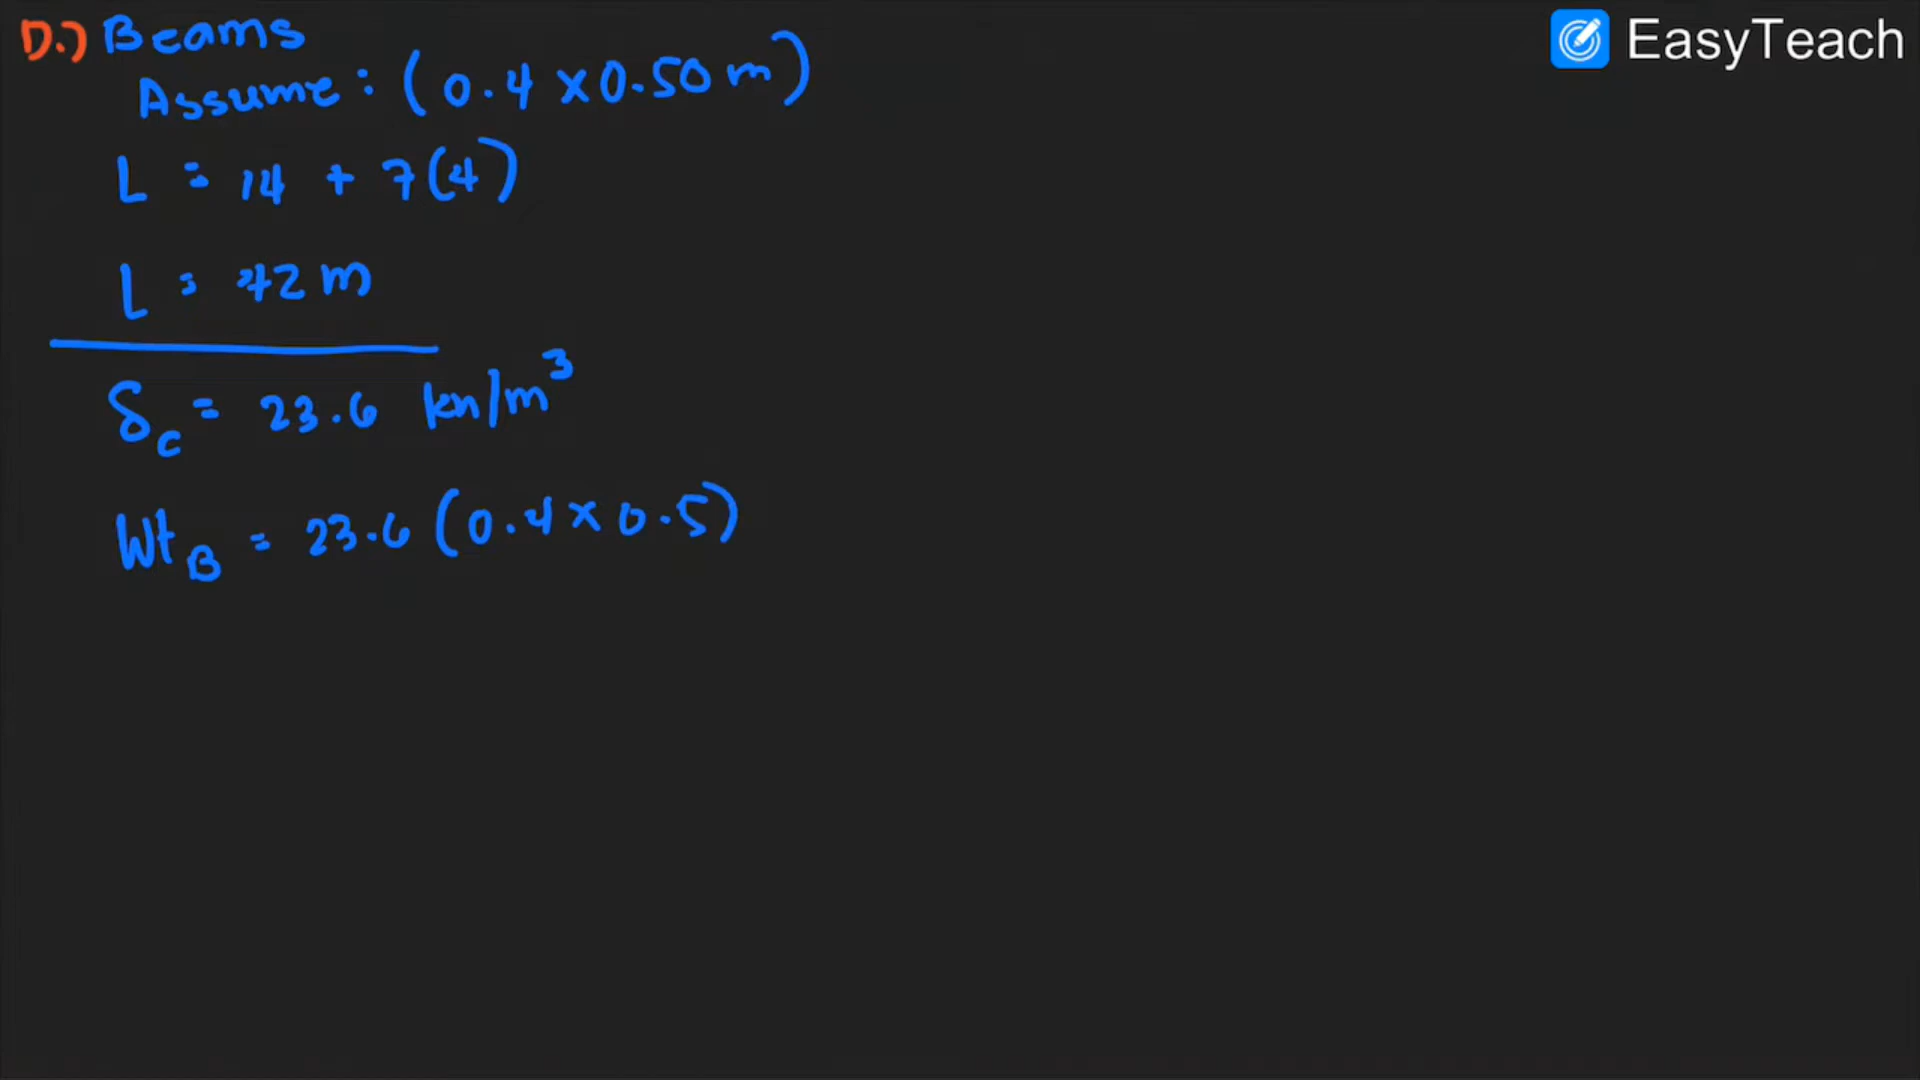 D.) Beams
EasyTeach
Assume: (0.4 x 0.50 m)
L = 14 + 7(4)
L = 42 m
δc = 23.6 kn/m³
WtB = 23.6 (0.4 x 0.5)